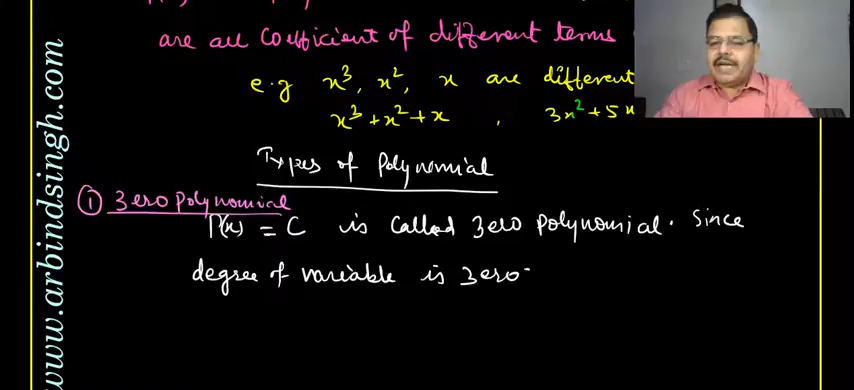 are all coefficient of different terms
e.g x³, x², x are different
x³+x²+x , 3x²+5x
Types of Polynomial
① Zero polynomial
P(x) = C is called Zero polynomial. Since
degree of variable is Zero
www.arbindsingh.com